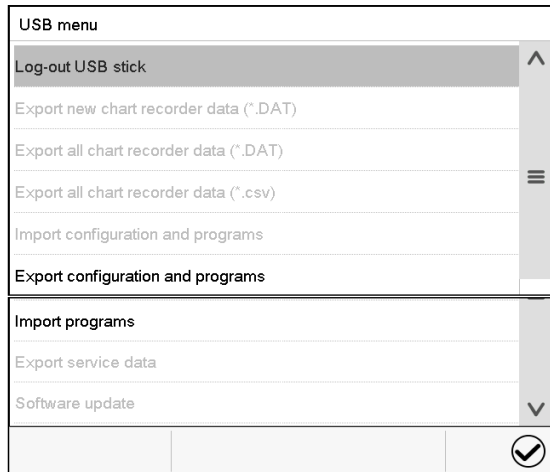 USB menu
Log-out USB stick
Export new chart recorder data (*.DAT)
Export all chart recorder data (*.DAT)
Export all chart recorder data (*.csv)
Import configuration and programs
Export configuration and programs
Import programs
Export service data
Software update